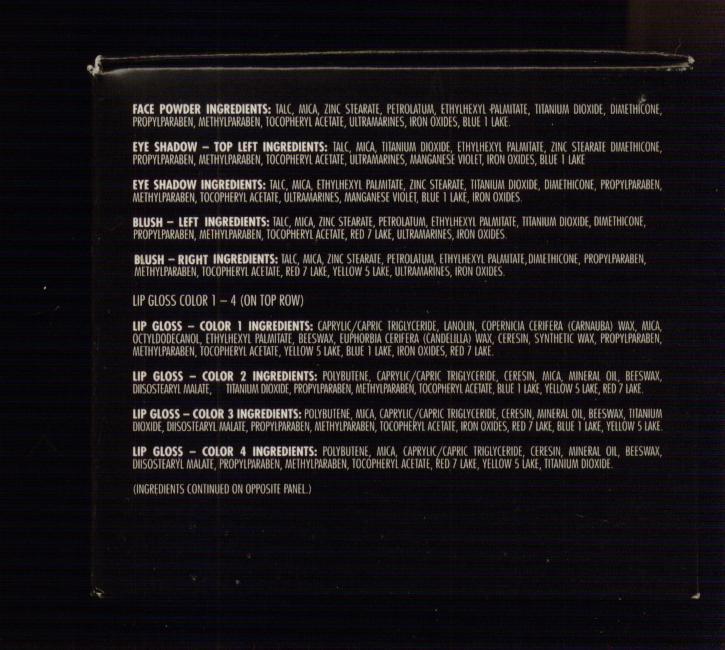 FACE POWDER INGREDIENTS: TALC, MICA, ZINC STEARATE, PETROLATUM, ETHYLHEXYL PALMITATE, TITANIUM DIOXIDE, DIMETHICONE,
PROPYLPARABEN, METHYLPARABEN, TOCOPHERYL ACETATE, ULTRAMARINES, IRON OXIDES, BLUE 1 LAKE.
EYE SHADOW – TOP LEFT INGREDIENTS: TALC, MICA, TITANIUM DIOXIDE, ETHYLHEXYL PALMITATE, ZINC STEARATE DIMETHICONE,
PROPYLPARABEN, METHYLPARABEN, TOCOPHERYL ACETATE, ULTRAMARINES, MANGANESE VIOLET, IRON OXIDES, BLUE 1 LAKE
EYE SHADOW INGREDIENTS: TALC, MICA, ETHYLHEXYL PALMITATE, ZINC STEARATE, TITANIUM DIOXIDE, DIMETHICONE, PROPYLPARABEN,
METHYLPARABEN, TOCOPHERYL ACETATE, ULTRAMARINES, MANGANESE VIOLET, BLUE 1 LAKE, IRON OXIDES.
BLUSH – LEFT INGREDIENTS: TALC, MICA, ZINC STEARATE, PETROLATUM, ETHYLHEXYL PALMITATE, TITANIUM DIOXIDE, DIMETHICONE,
PROPYLPARABEN, METHYLPARABEN, TOCOPHERYL ACETATE, RED 7 LAKE, ULTRAMARINES, IRON OXIDES.
BLUSH – RIGHT INGREDIENTS: TALC, MICA, ZINC STEARATE, PETROLATUM, ETHYLHEXYL PALMITATE, DIMETHICONE, PROPYLPARABEN,
METHYLPARABEN, TOCOPHERYL ACETATE, RED 7 LAKE, YELLOW 5 LAKE, ULTRAMARINES, IRON OXIDES.
LIP GLOSS COLOR 1 – 4 (ON TOP ROW)
LIP GLOSS – COLOR 1 INGREDIENTS: CAPRYLIC/CAPRIC TRIGLYCERIDE, LANOLIN, COPERNICIA CERIFERA (CARNAUBA) WAX, MICA,
OCTYLDODECANOL, ETHYLHEXYL PALMITATE, BEESWAX, EUPHORBIA CERIFERA (CANDELILLA) WAX, CERESIN, SYNTHETIC WAX, PROPYLPARABEN,
METHYLPARABEN, TOCOPHERYL ACETATE, YELLOW 5 LAKE, BLUE 1 LAKE, IRON OXIDES, RED 7 LAKE.
LIP GLOSS – COLOR 2 INGREDIENTS: POLYBUTENE, CAPRYLIC/CAPRIC TRIGLYCERIDE, CERESIN, MICA, MINERAL OIL, BEESWAX,
DIISOSTEARYL MALATE, TITANIUM DIOXIDE, PROPYLPARABEN, METHYLPARABEN, TOCOPHERYL ACETATE, BLUE 1 LAKE, YELLOW 5 LAKE, RED 7 LAKE.
LIP GLOSS – COLOR 3 INGREDIENTS: POLYBUTENE, MICA, CAPRYLIC/CAPRIC TRIGLYCERIDE, CERESIN, MINERAL OIL, BEESWAX, TITANIUM
DIOXIDE, DIISOSTEARYL MALATE, PROPYLPARABEN, METHYLPARABEN, TOCOPHERYL ACETATE, IRON OXIDES, RED 7 LAKE, BLUE 1 LAKE, YELLOW 5 LAKE.
LIP GLOSS – COLOR 4 INGREDIENTS: POLYBUTENE, MICA, CAPRYLIC/CAPRIC TRIGLYCERIDE, CERESIN, MINERAL OIL, BEESWAX,
DIISOSTEARYL MALATE, PROPYLPARABEN, METHYLPARABEN, TOCOPHERYL ACETATE, RED 7 LAKE, YELLOW 5 LAKE, TITANIUM DIOXIDE.
(INGREDIENTS CONTINUED ON OPPOSITE PANEL.)